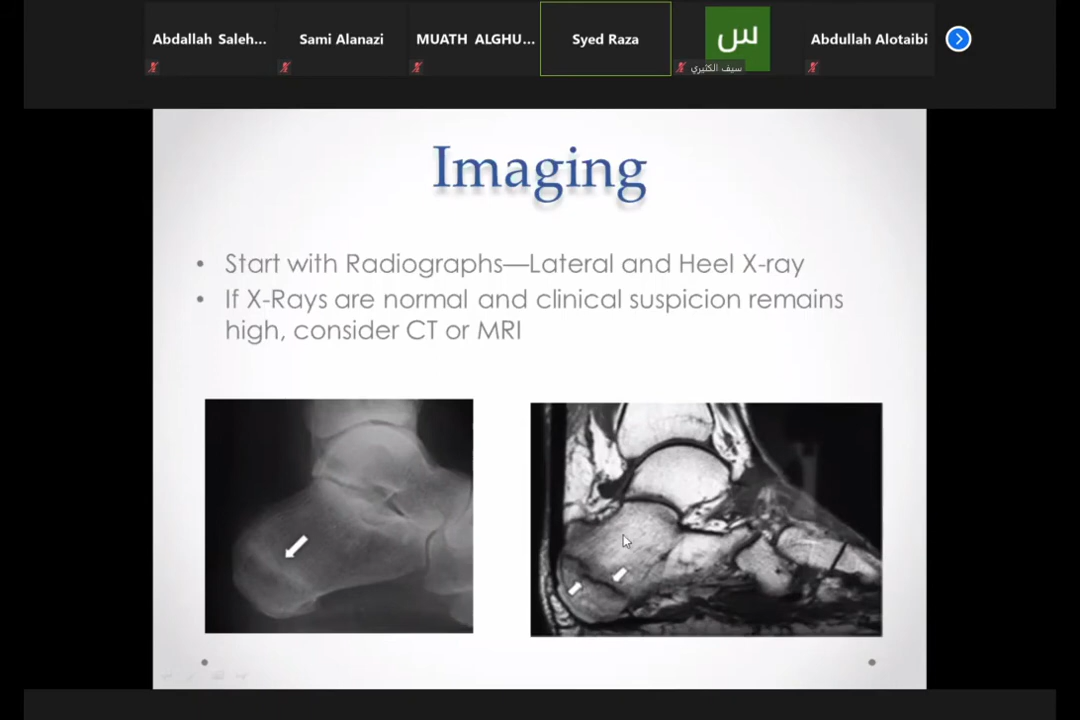 Abdallah Saleh...
Sami Alanazi
MUATH ALGHU...
Syed Raza
س
سيف الكثيري
Abdullah Alotaibi
Imaging
• Start with Radiographs—Lateral and Heel X-ray
• If X-Rays are normal and clinical suspicion remains
high, consider CT or MRI